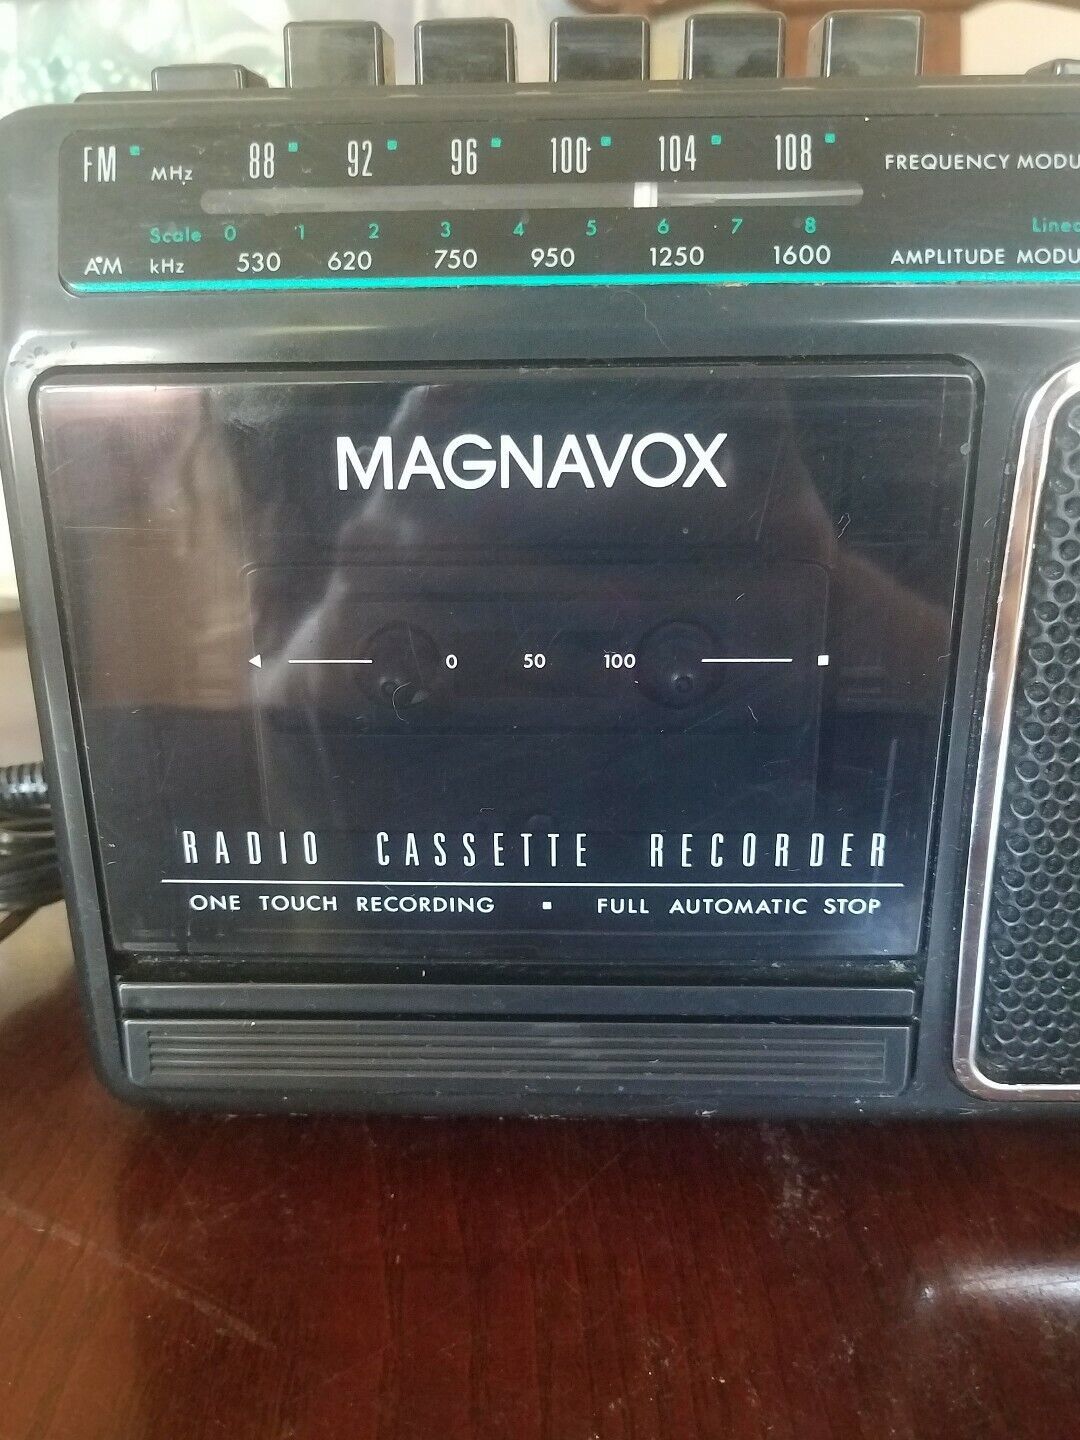 FM MHz 88 92 96 100 104 108 FREQUENCY
Scale 0 1 2 3 4 5 6 7 8
AM kHz 530 620 750 950 1250 1600 AMPLITUDE
MAGNAVOX
0 50 100
RADIO CASSETTE RECORDER
ONE TOUCH RECORDING ▪ FULL AUTOMATIC STOP